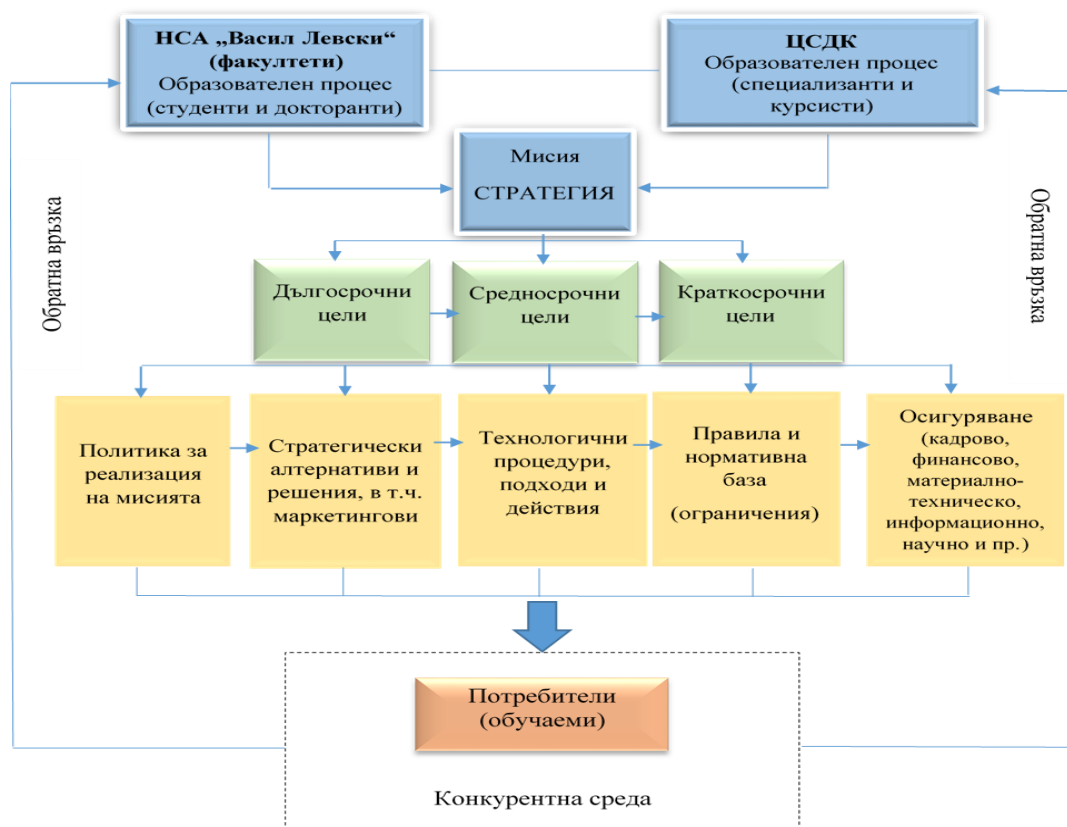 НСА „Васил Левски“
(факултети)
Образователен процес
(студенти и докторанти)
ЦСДК
Образователен процес
(специализанти и
курсисти)
Мисия
СТРАТЕГИЯ
Обратна връзка
Обратна връзка
Дългосрочни
цели
Средносрочни
цели
Краткосрочни
цели
Политика за
реализация
на мисията
Стратегически
алтернативи и
решения, в т.ч.
маркетингови
Технологични
процедури,
подходи и
действия
Правила и
нормативна
база
(ограничения)
Осигуряване
(кадрово,
финансово,
материално-
техническо,
информационно,
научно и пр.)
Потребители
(обучаеми)
Конкурентна среда